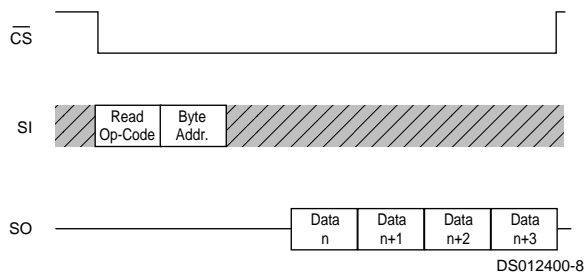 CS
SI
Read
Op-Code
Byte
Addr.
SO
Data
n
Data
n+1
Data
n+2
Data
n+3
DS012400-8